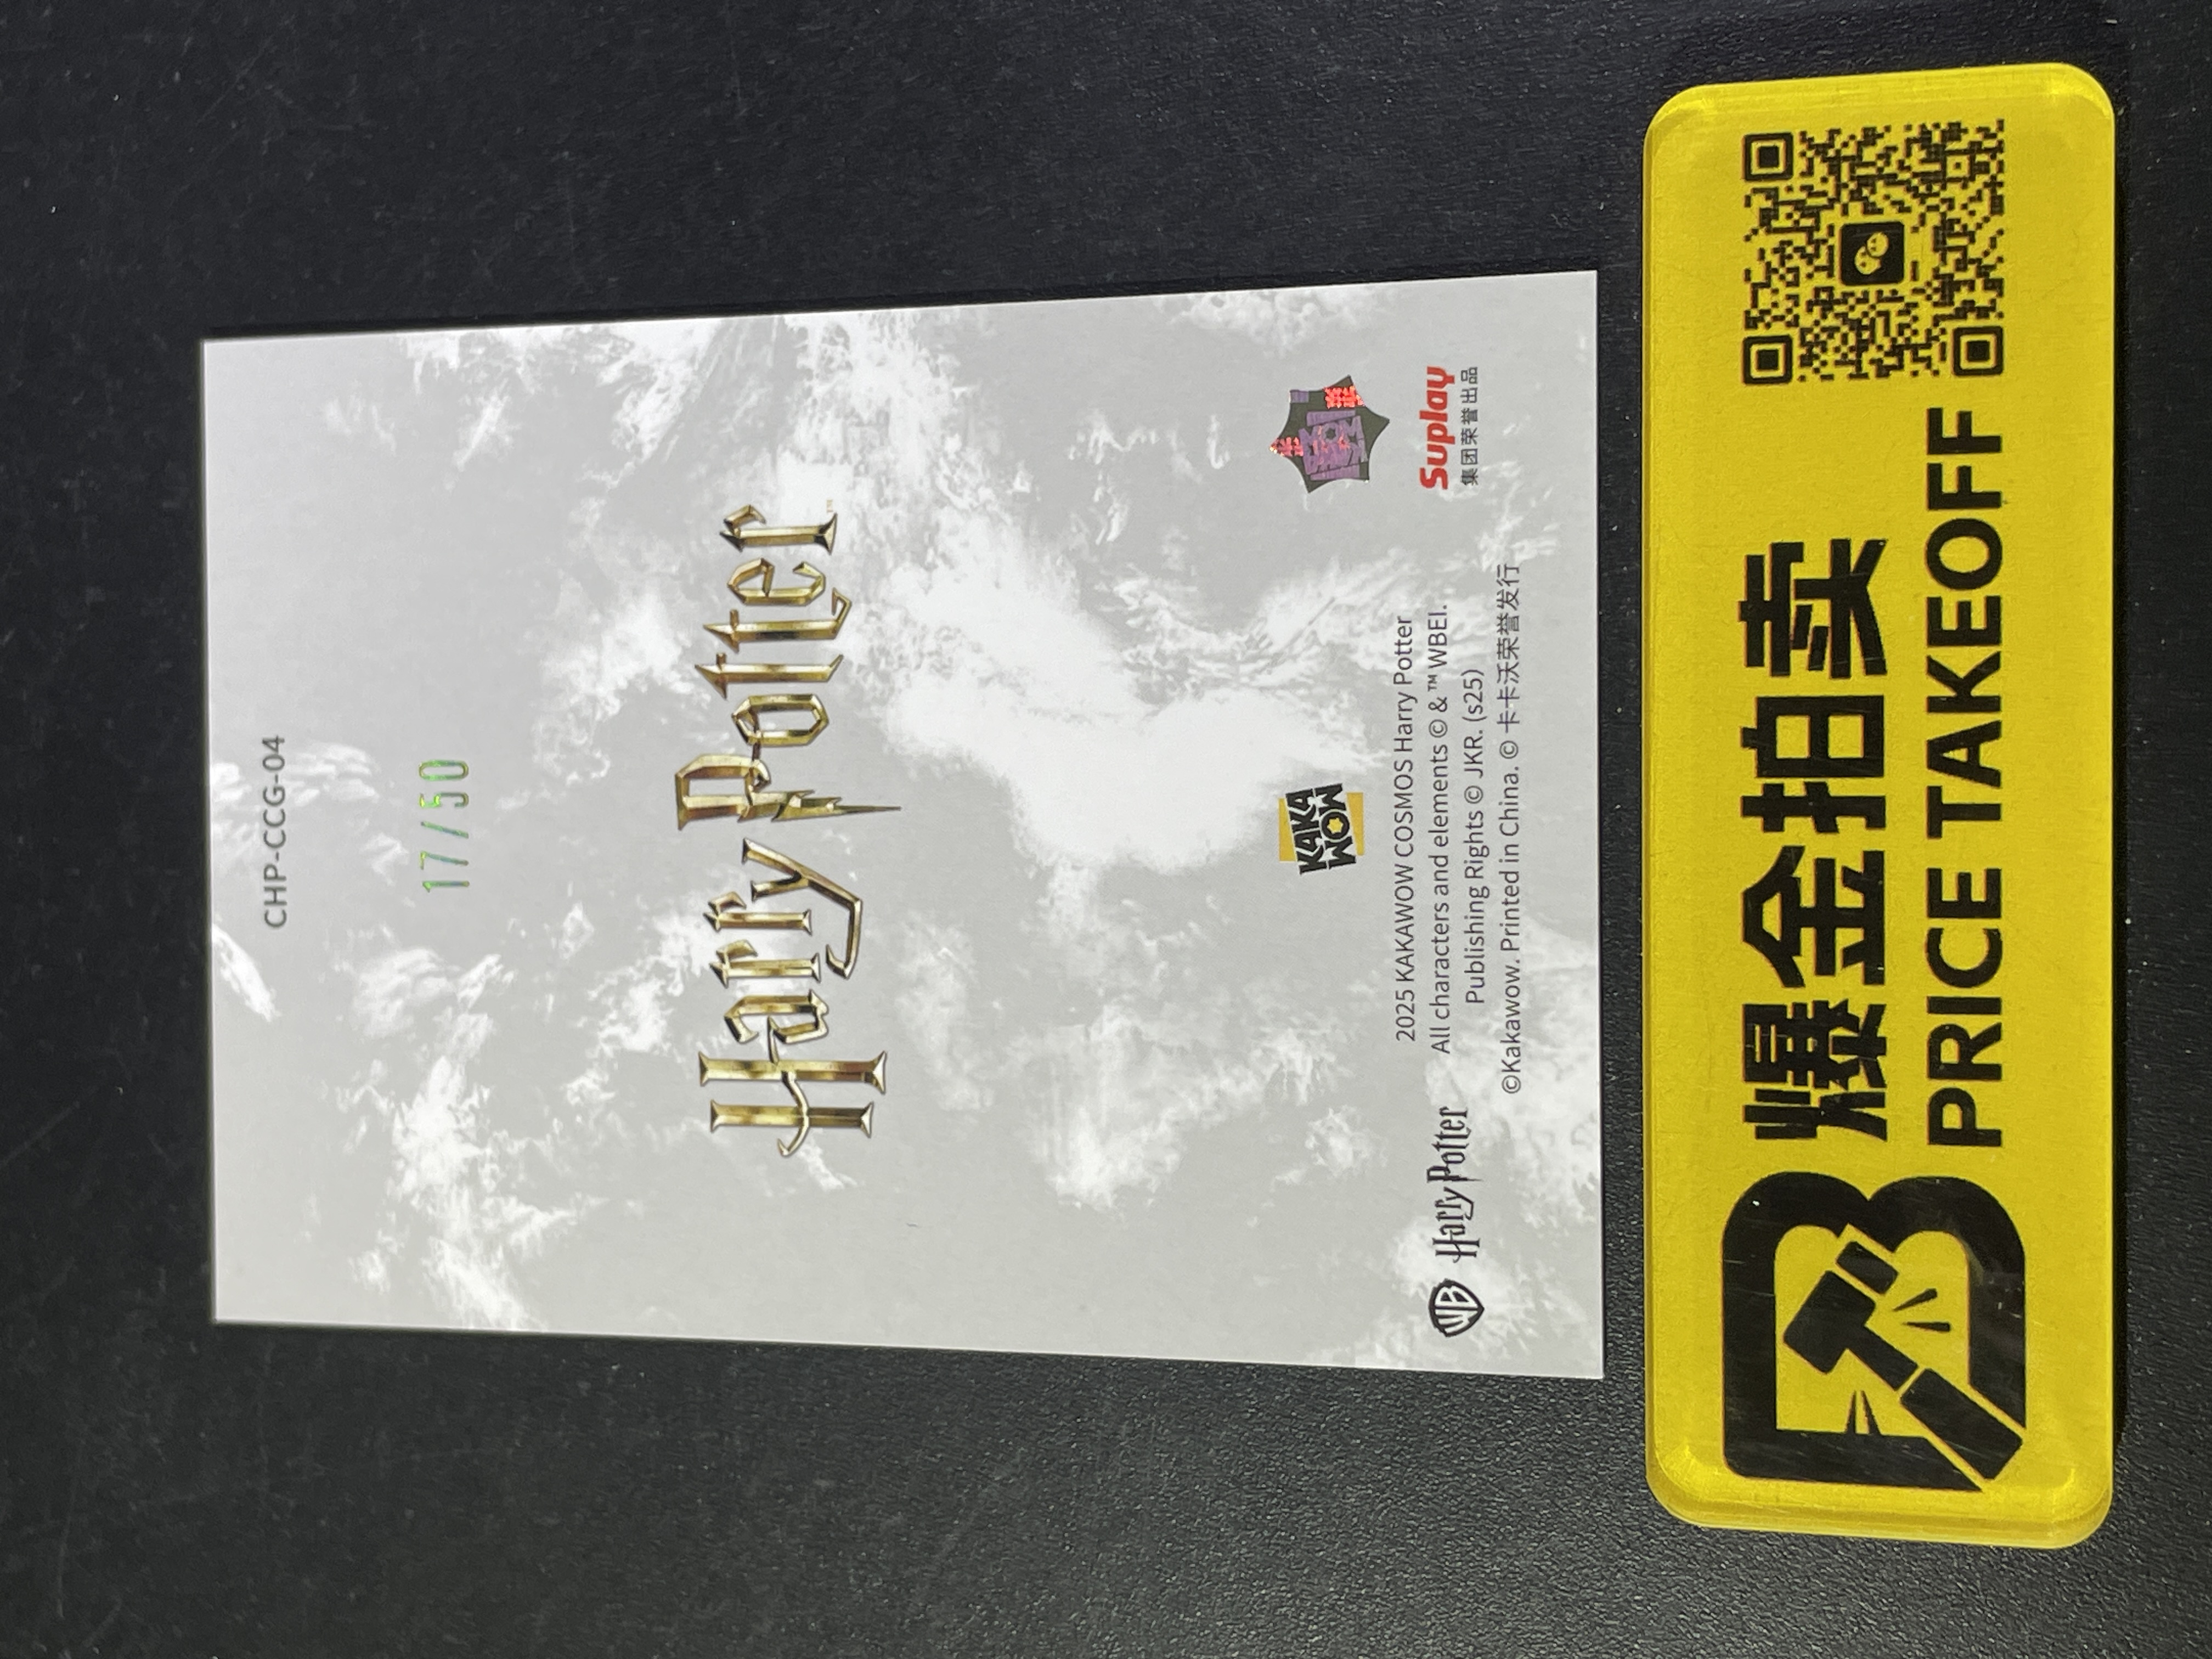 CHP-CCG-04
17/50
Harry Potter™
KAKA
WOW
2025 KAKAWOW COSMOS Harry Potter
All characters and elements © & ™ WBEI.
Publishing Rights © JKR. (s25)
©Kakawow. Printed in China. © 卡卡沃荣誉发行
WB Harry Potter
Suplay
集团荣誉出品
爆金拍卖
PRICE TAKEOFF